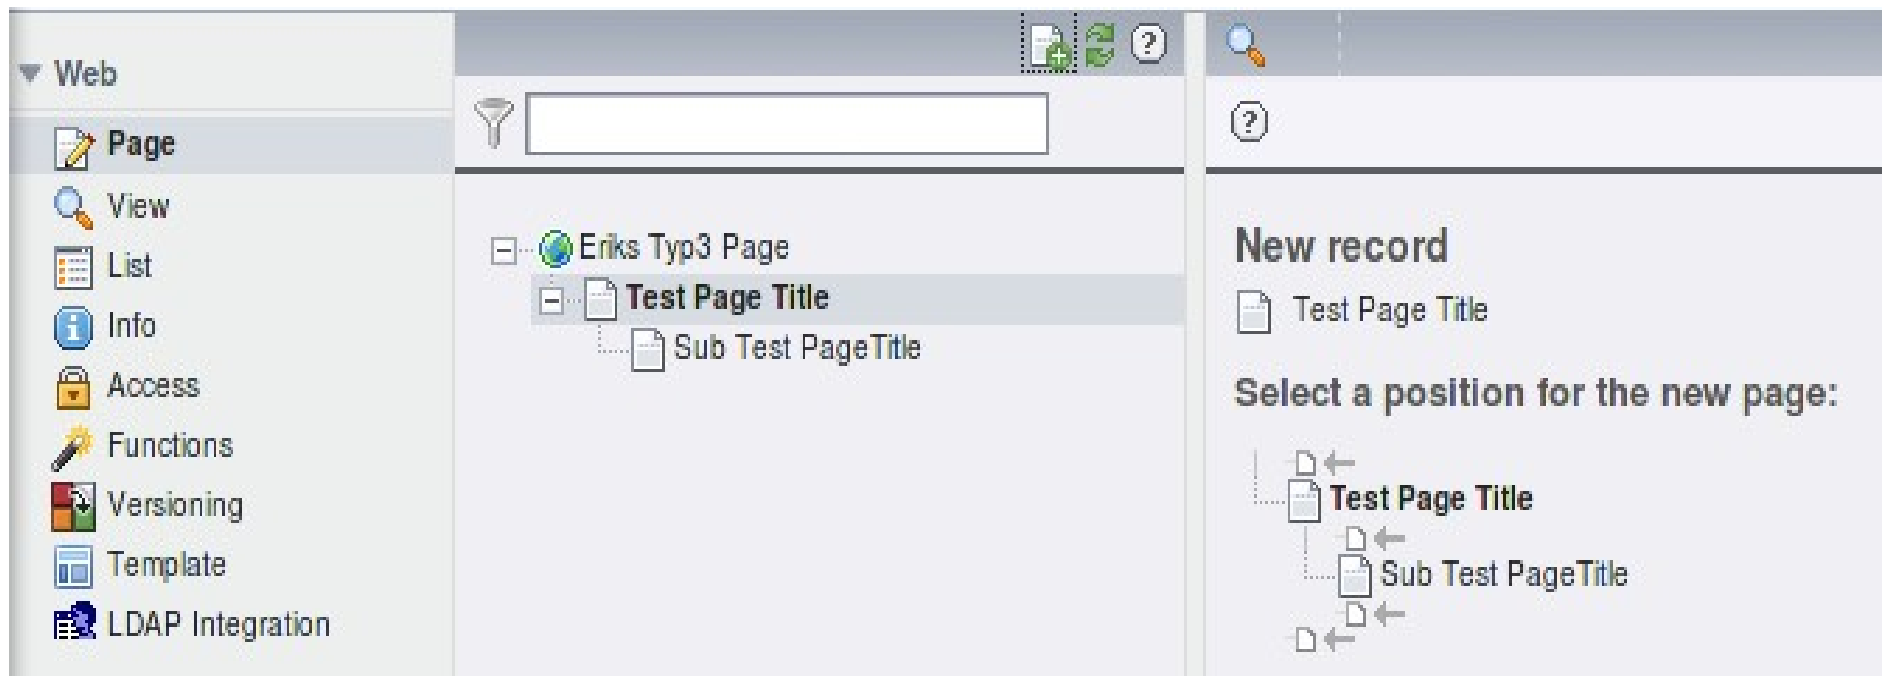 Web
Page
View
List
Info
Access
Functions
Versioning
Template
LDAP Integration
Eriks Typ3 Page
Test Page Title
Sub Test PageTitle
New record
Test Page Title
Select a position for the new page:
Test Page Title
Sub Test PageTitle